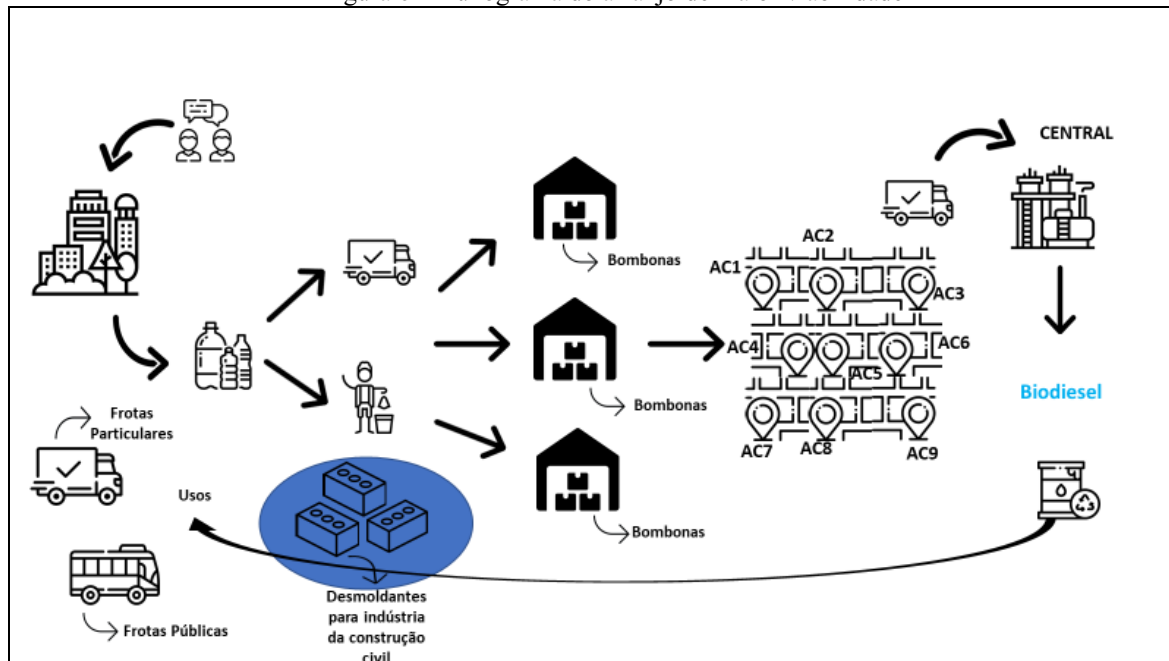 CENTRAL
AC2
Bombonas
AC1
AC3
AC4
AC6
AC5
Biodiesel
Bombonas
Frotas
Particulares
AC7
AC8
AC9
Usos
Bombonas
Desmoldantes
para indústria
da construção
civil
Frotas Públicas